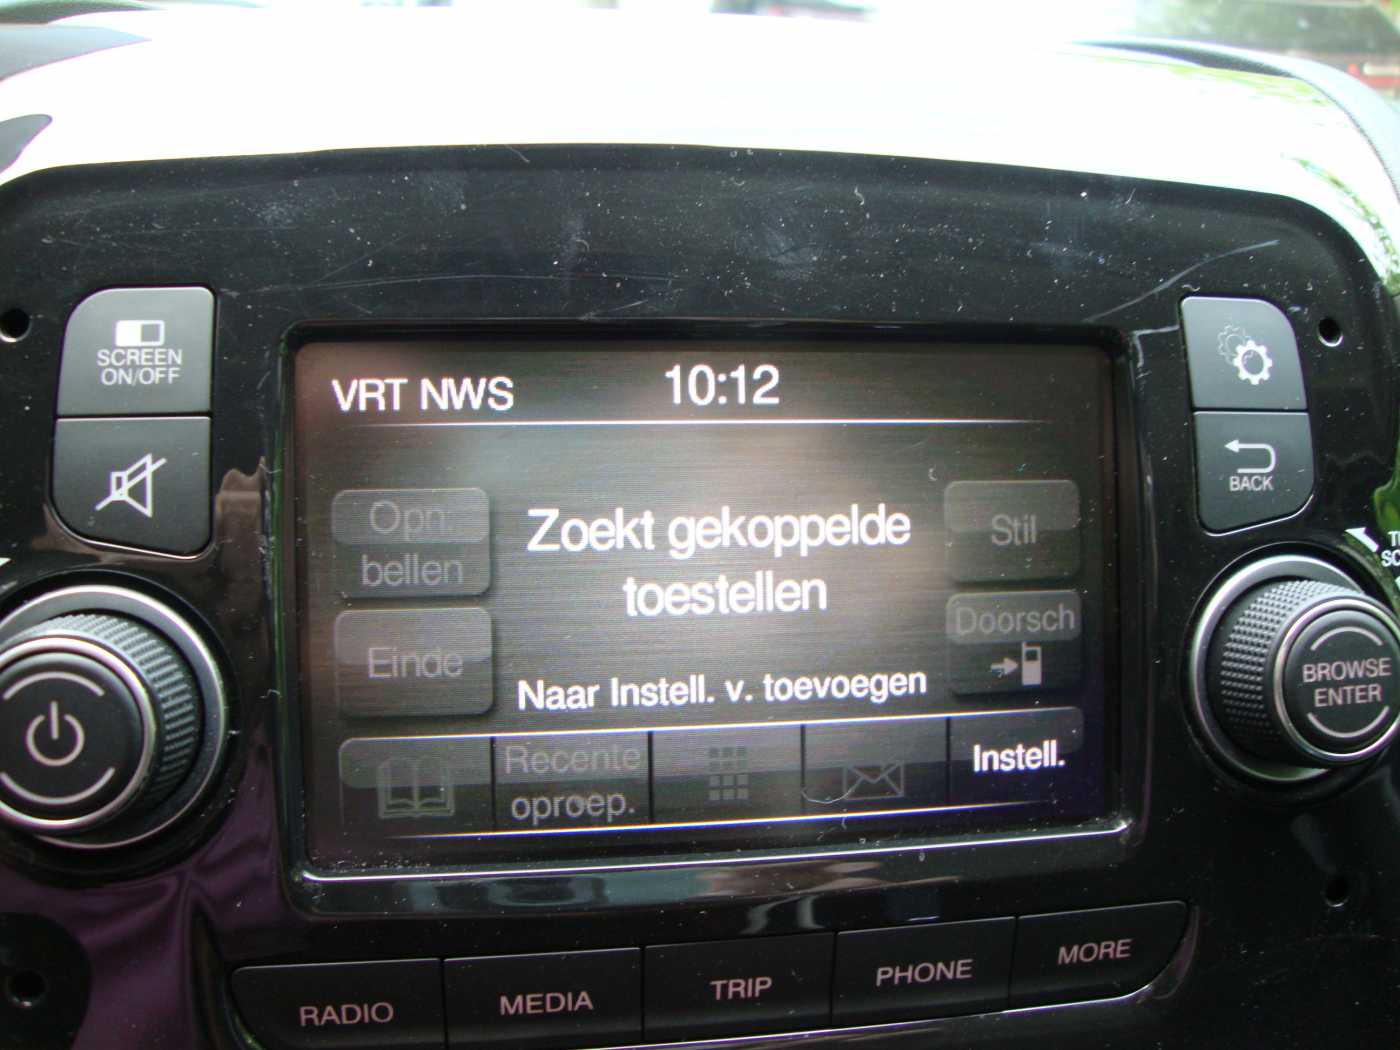 SCREEN
ON/OFF
VRT NWS
10:12
BACK
Opn.
bellen
Zoekt gekoppelde
toestellen
Stil
Einde
Doorsch
Naar Instell. v. toevoegen
Recente
oproep.
Instell.
BROWSE
ENTER
RADIO
MEDIA
TRIP
PHONE
MORE